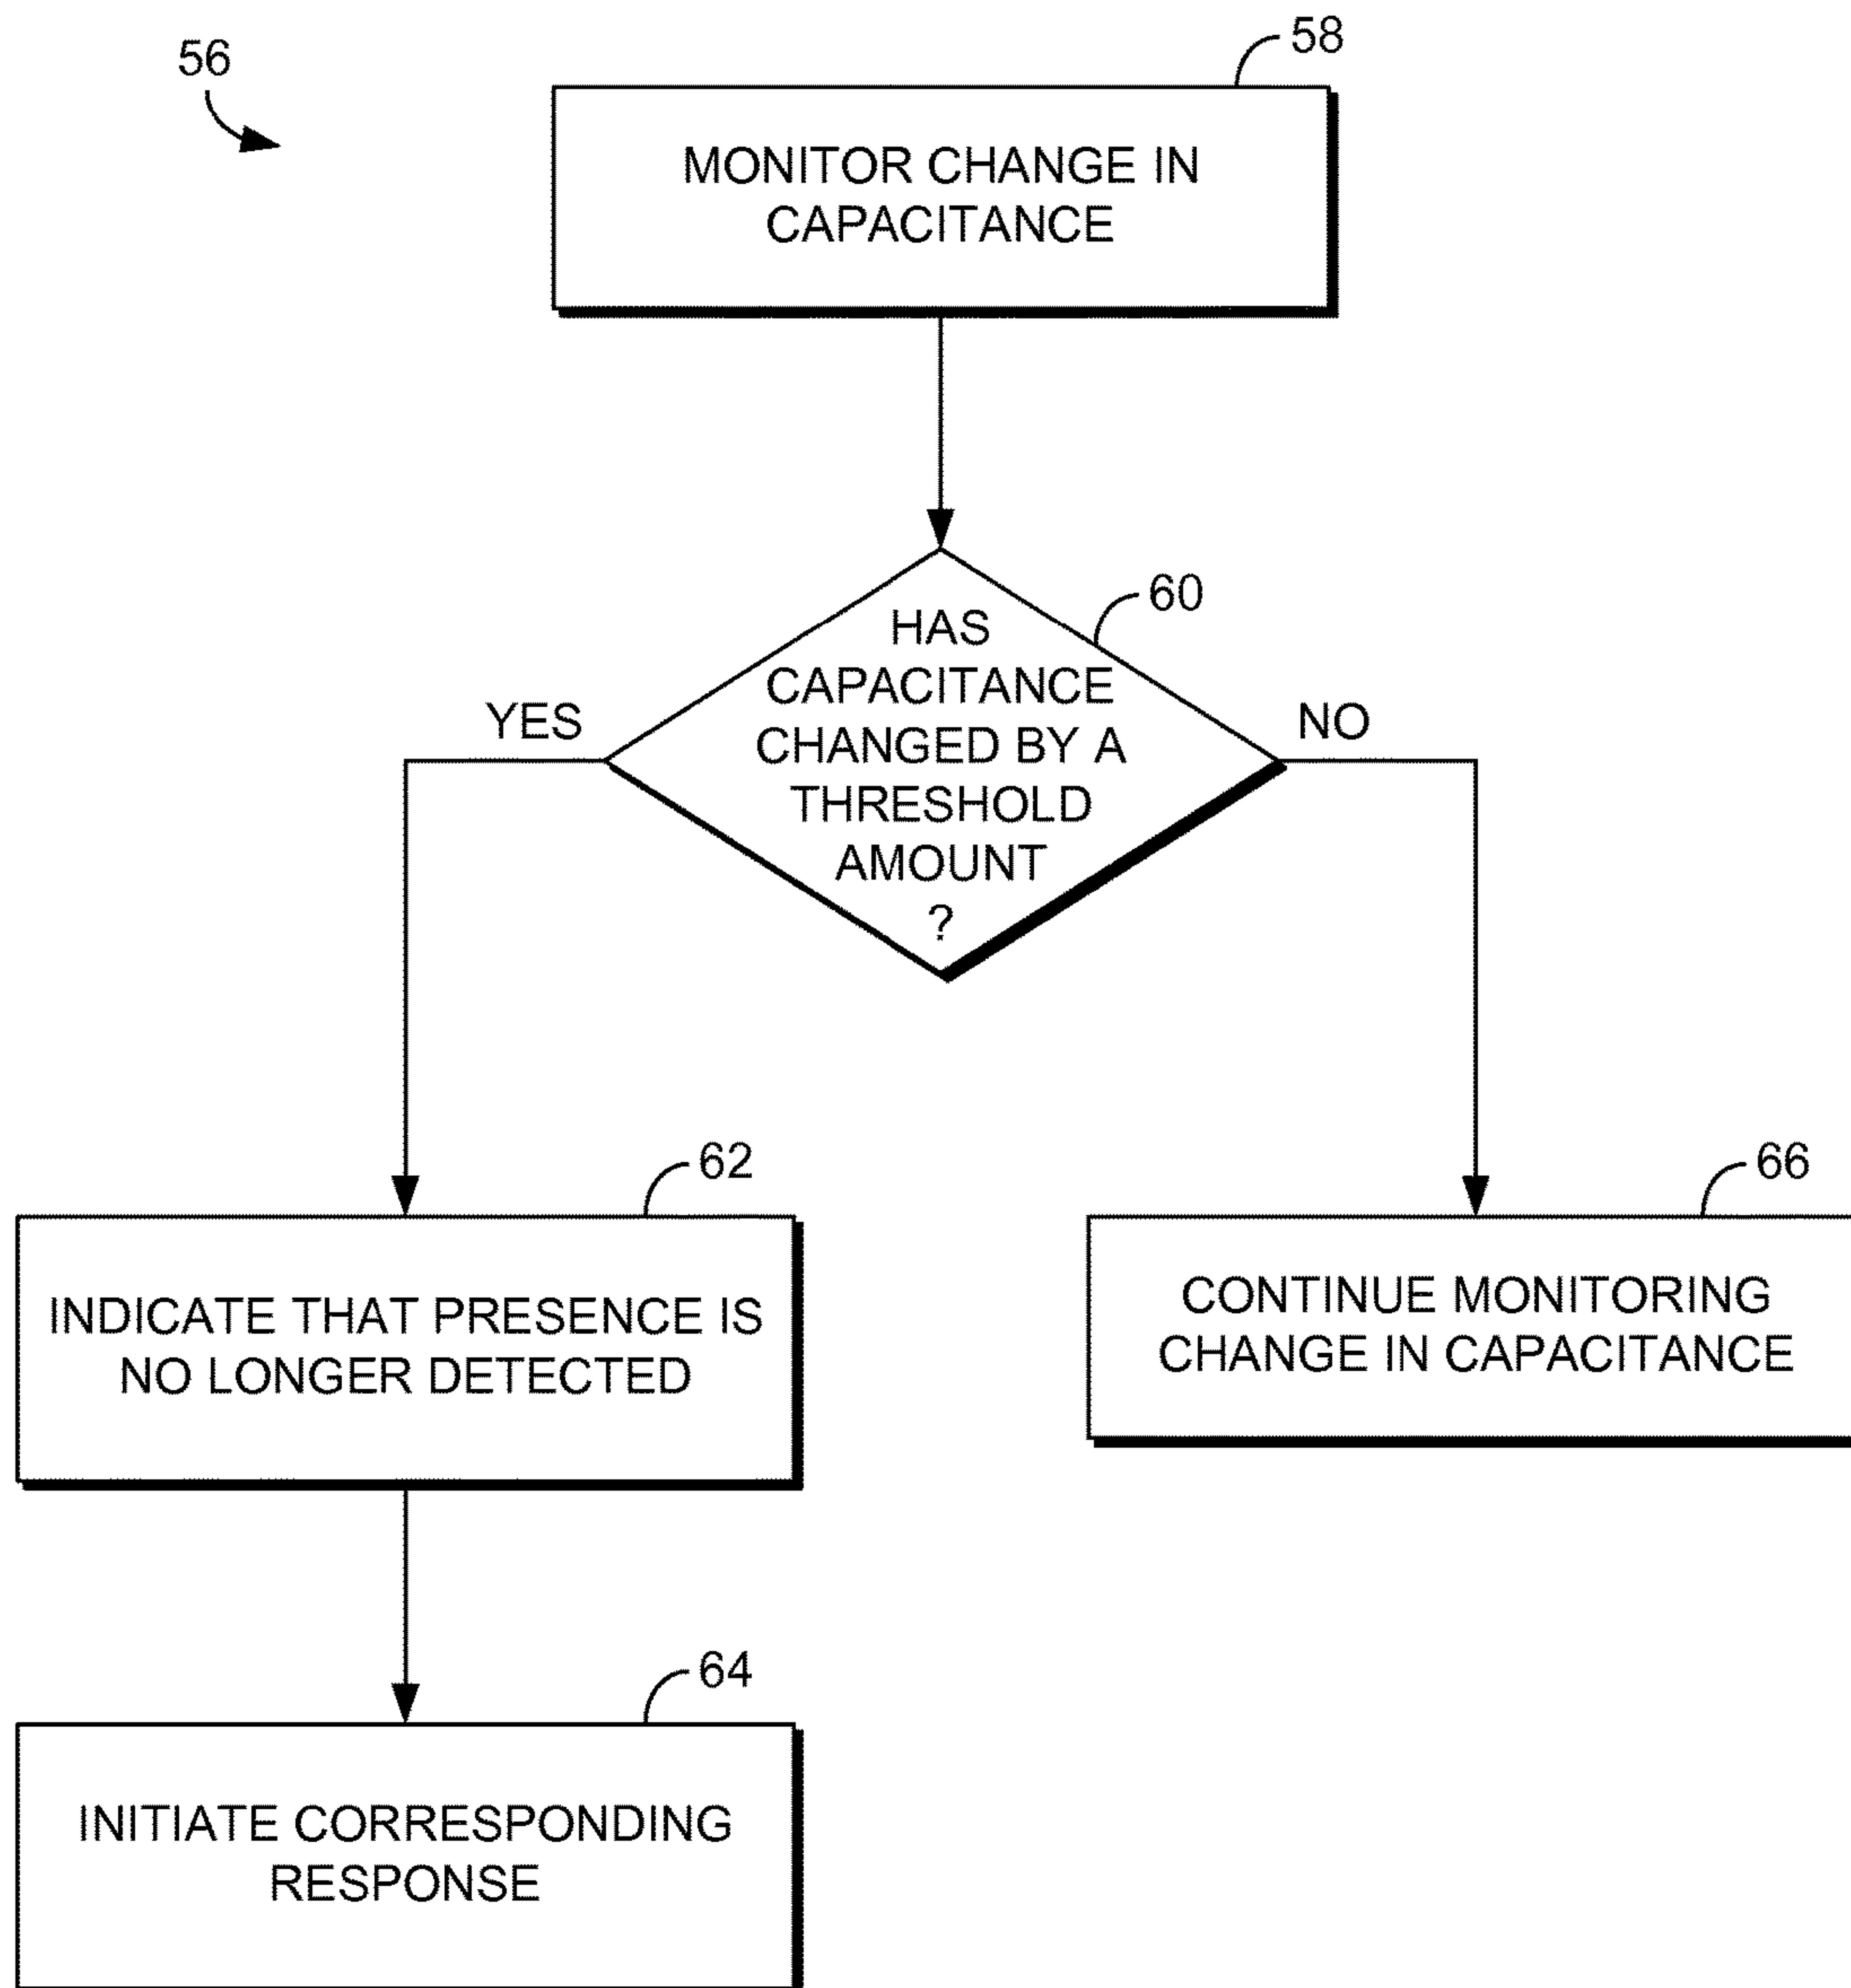 56
58
MONITOR CHANGE IN
CAPACITANCE
60
HAS
CAPACITANCE
CHANGED BY A
THRESHOLD
AMOUNT
?
YES
NO
62
INDICATE THAT PRESENCE IS
NO LONGER DETECTED
66
CONTINUE MONITORING
CHANGE IN CAPACITANCE
64
INITIATE CORRESPONDING
RESPONSE